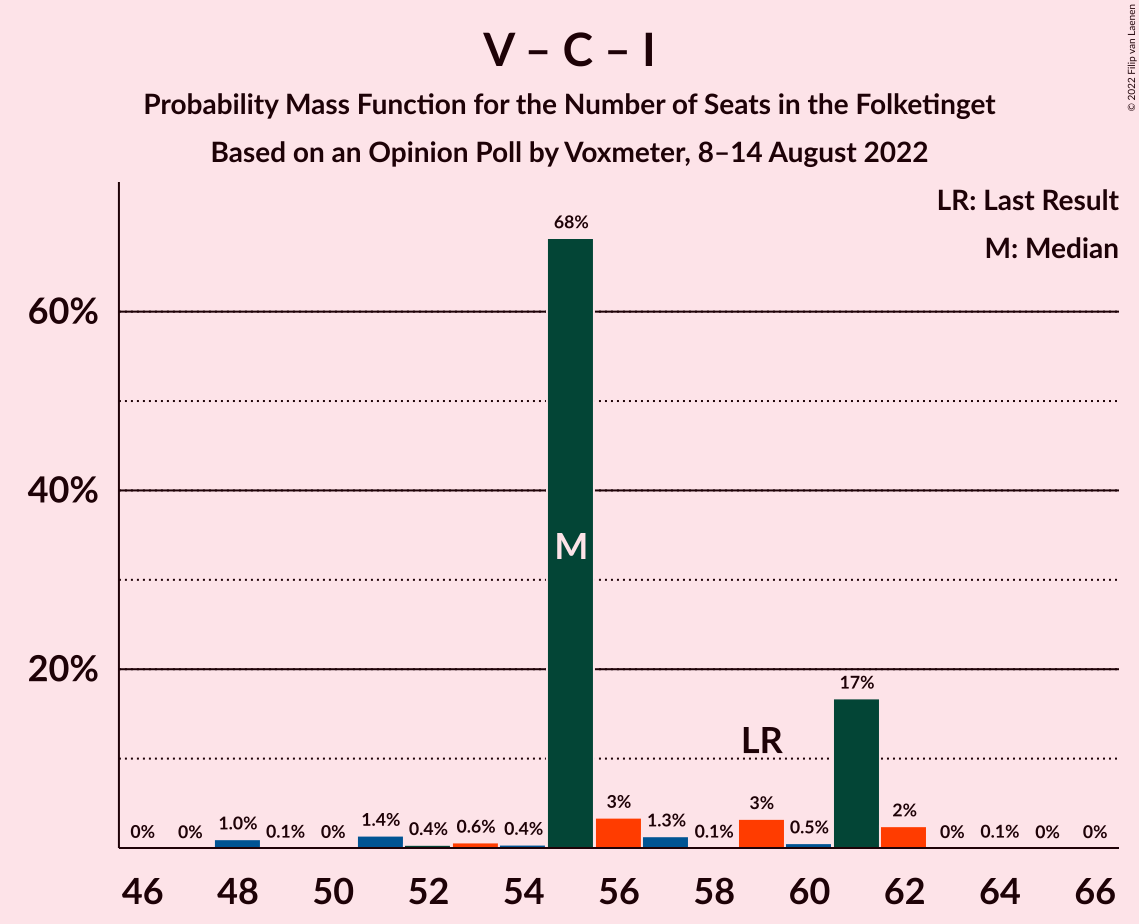 V – C – I
Probability Mass Function for the Number of Seats in the Folketinget
Based on an Opinion Poll by Voxmeter, 8–14 August 2022
© 2022 Filip van Laenen
LR: Last Result
M: Median
68%
60%
40%
M
20%
17%
LR
0%
0%
1.0%
0.1%
0%
1.4%
0.4%
0.6%
0.4%
3%
1.3%
0.1%
3%
0.5%
2%
0%
0.1%
0%
0%
46 48 50 52 54 56 58 60 62 64 66